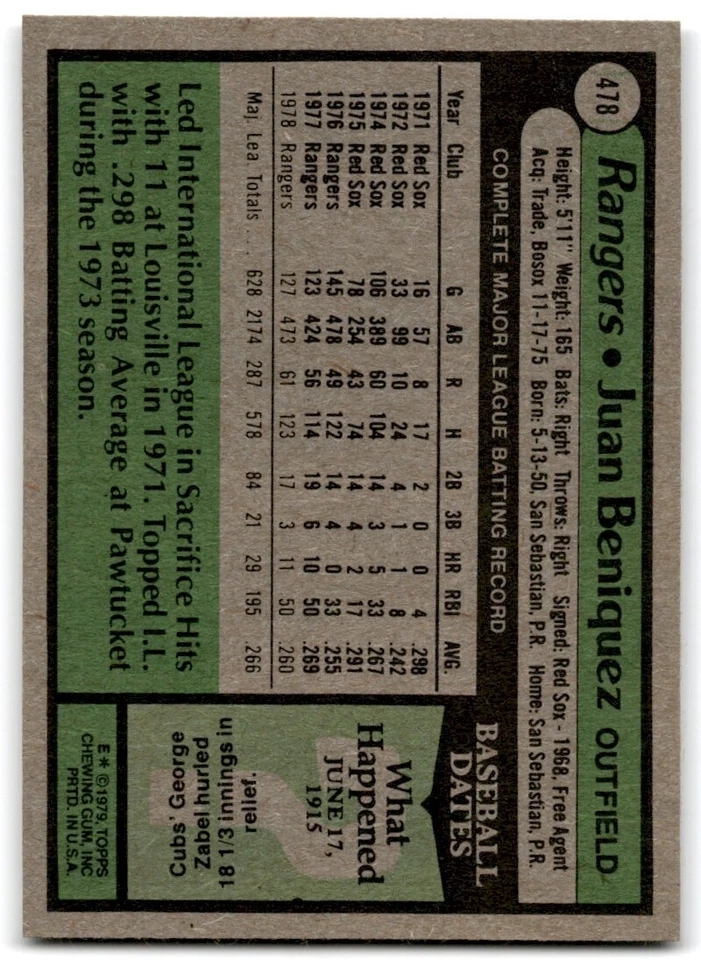 478
Rangers • Juan Beniquez OUTFIELD
Height: 5'11" Weight: 165 Bats: Right Throws: Right Signed: Red Sox - 1968, Free Agent
Acq: Trade, Bosox 11-17-75 Born: 5-13-50, San Sebastian, P.R. Home: San Sebastian, P.R.
COMPLETE MAJOR LEAGUE BATTING RECORD
Year Club G AB R H 2B 3B HR RBI AVG.
1971 Red Sox 16 57 8 17 2 0 0 4 .298
1972 Red Sox 33 99 10 24 4 1 1 8 .242
1974 Red Sox 106 389 60 104 14 3 5 33 .267
1975 Red Sox 78 254 43 74 14 4 2 17 .291
1976 Rangers 145 478 49 122 14 4 0 33 .255
1977 Rangers 123 424 56 114 19 6 10 50 .269
1978 Rangers 127 473 61 123 17 3 11 50 .260
Maj. Lea. Totals . . . . 628 2174 287 578 84 21 29 195 .266
Led International League in Sacrifice Hits
with 11 at Louisville in 1971. Topped I.L.
with .298 Batting Average at Pawtucket
during the 1973 season.
BASEBALL
DATES
What
Happened
JUNE 17,
1915
Cubs' George
Zabel hurled
18 1/3 innings in
relief.
E * © 1979, TOPPS
CHEWING GUM, INC
PRTD. IN U.S.A.